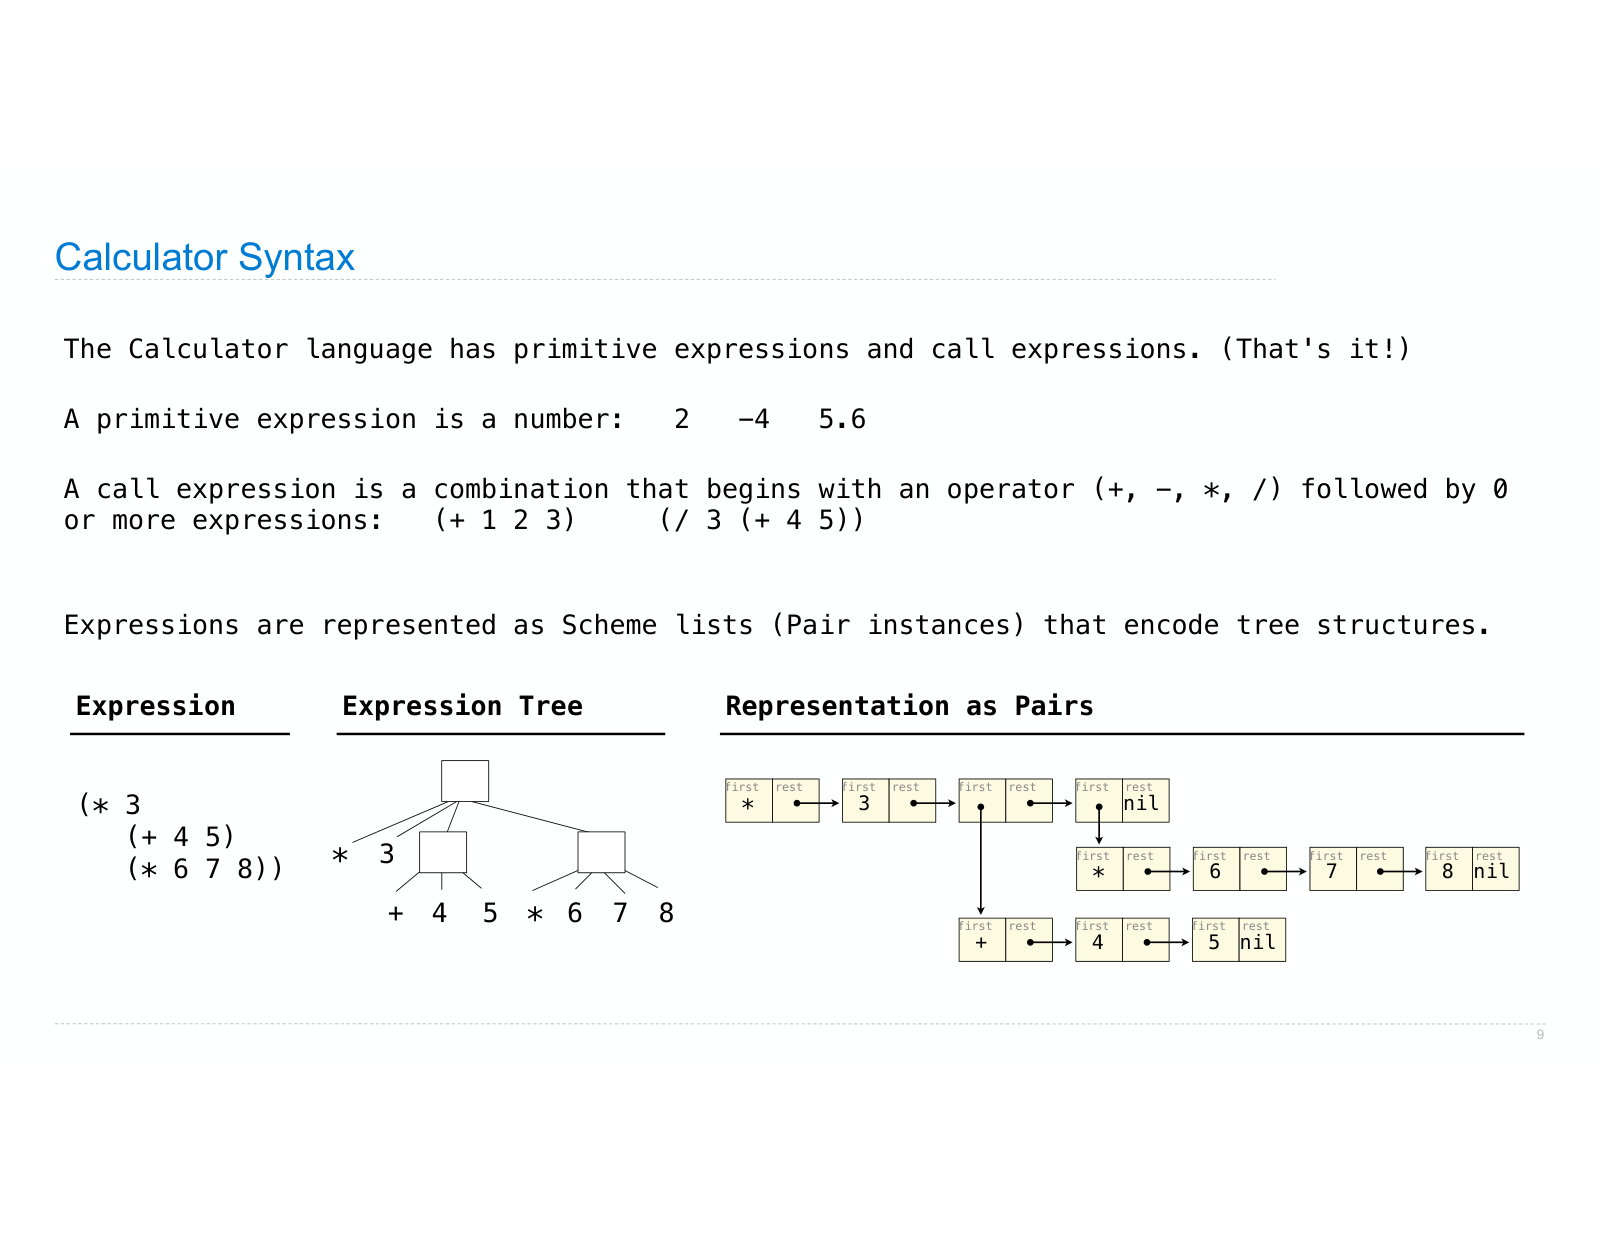 Calculator Syntax
The Calculator language has primitive expressions and call expressions. (That's it!)
A primitive expression is a number:   2   −4   5.6
A call expression is a combination that begins with an operator (+, −, *, /) followed by 0
or more expressions:   (+ 1 2 3)     (/ 3 (+ 4 5))
Expressions are represented as Scheme lists (Pair instances) that encode tree structures.
Expression
(* 3
   (+ 4 5)
   (* 6 7 8))
Expression Tree
* 3
+ 4 5 * 6 7 8
Representation as Pairs
first rest first rest first rest first rest
* 3 nil
first rest first rest first rest first rest
* 6 7 8 nil
first rest first rest first rest
+ 4 5 nil
9